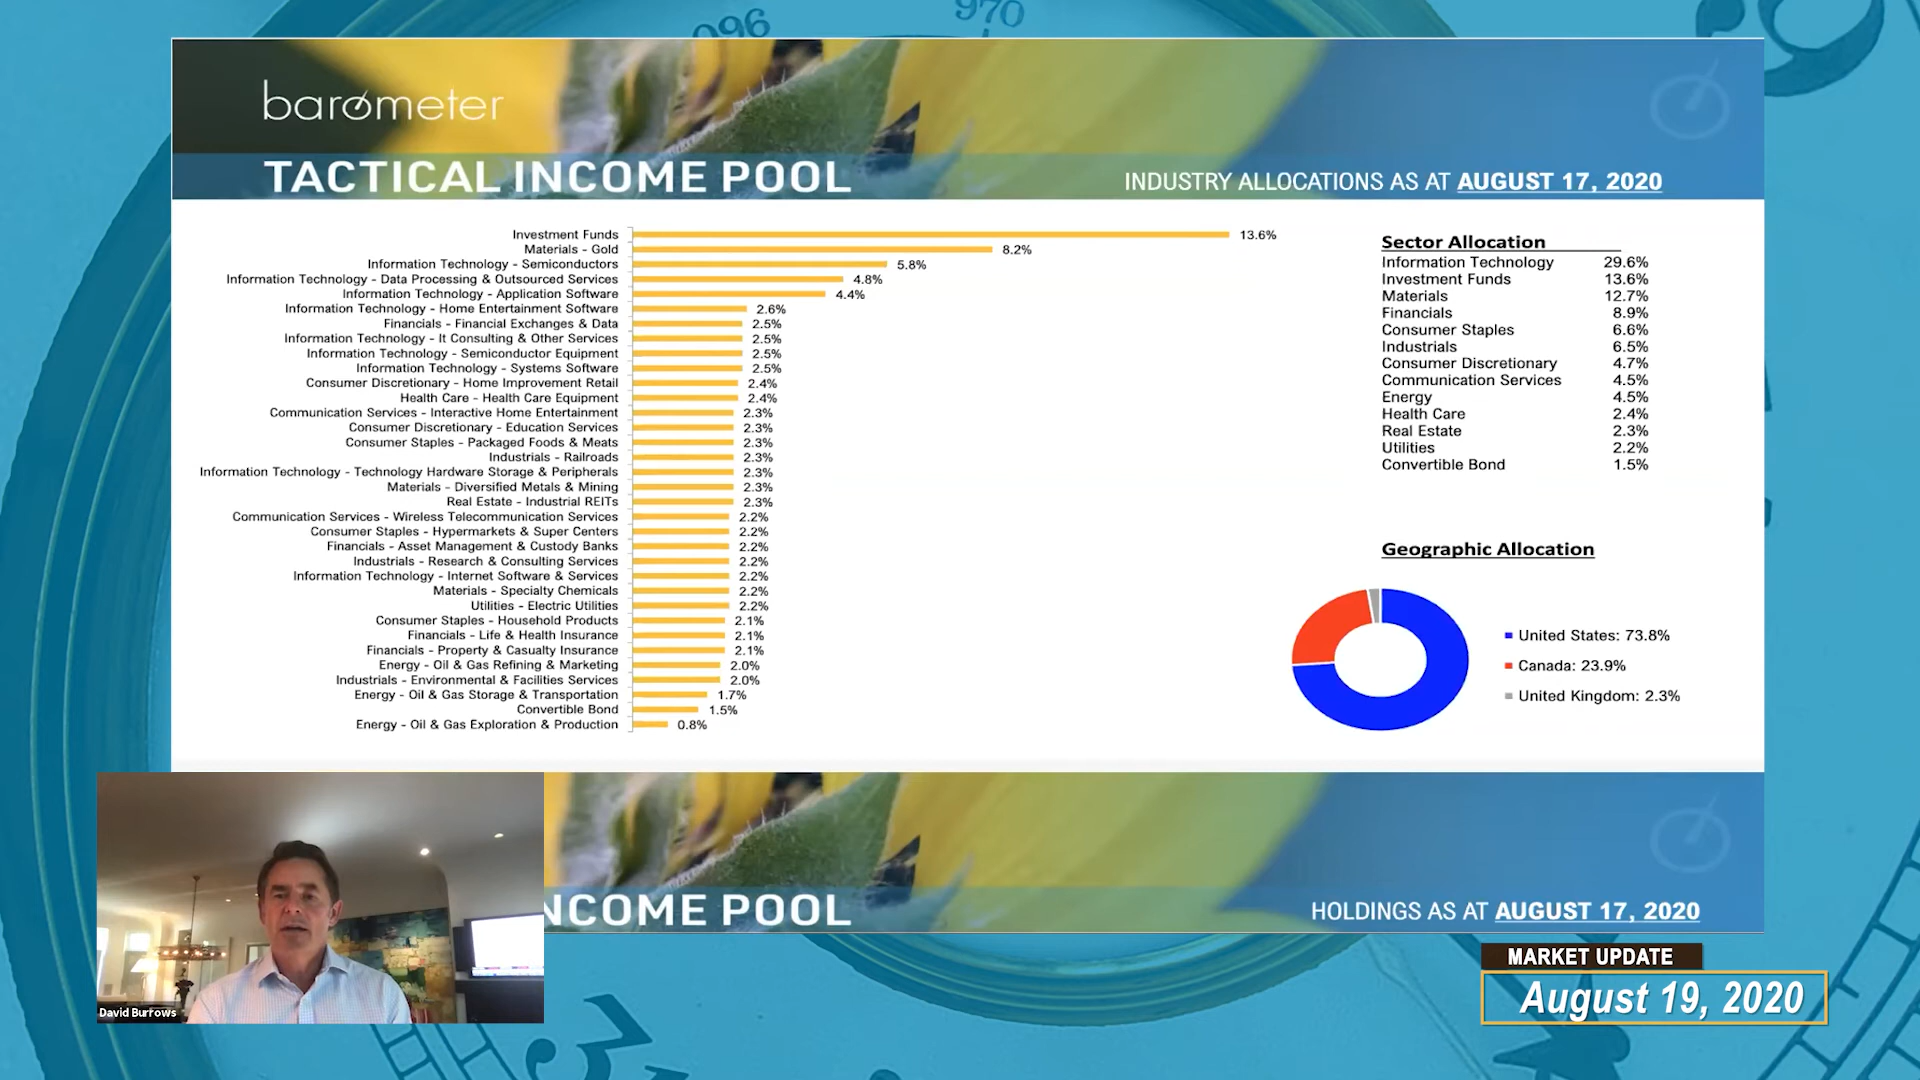 096
970
barometer
TACTICAL INCOME POOL
INDUSTRY ALLOCATIONS AS AT AUGUST 17, 2020
Investment Funds 13.6%
Materials - Gold 8.2%
Information Technology - Semiconductors 5.8%
Information Technology - Data Processing & Outsourced Services 4.8%
Information Technology - Application Software 4.4%
Information Technology - Home Entertainment Software 2.6%
Financials - Financial Exchanges & Data 2.5%
Information Technology - It Consulting & Other Services 2.5%
Information Technology - Semiconductor Equipment 2.5%
Information Technology - Systems Software 2.5%
Consumer Discretionary - Home Improvement Retail 2.4%
Health Care - Health Care Equipment 2.4%
Communication Services - Interactive Home Entertainment 2.3%
Consumer Discretionary - Education Services 2.3%
Consumer Staples - Packaged Foods & Meats 2.3%
Industrials - Railroads 2.3%
Information Technology - Technology Hardware Storage & Peripherals 2.3%
Materials - Diversified Metals & Mining 2.3%
Real Estate - Industrial REITs 2.3%
Communication Services - Wireless Telecommunication Services 2.2%
Consumer Staples - Hypermarkets & Super Centers 2.2%
Financials - Asset Management & Custody Banks 2.2%
Industrials - Research & Consulting Services 2.2%
Information Technology - Internet Software & Services 2.2%
Materials - Specialty Chemicals 2.2%
Utilities - Electric Utilities 2.2%
Consumer Staples - Household Products 2.1%
Financials - Life & Health Insurance 2.1%
Financials - Property & Casualty Insurance 2.1%
Energy - Oil & Gas Refining & Marketing 2.0%
Industrials - Environmental & Facilities Services 2.0%
Energy - Oil & Gas Storage & Transportation 1.7%
Convertible Bond 1.5%
Energy - Oil & Gas Exploration & Production 0.8%
Sector Allocation
Information Technology 29.6%
Investment Funds 13.6%
Materials 12.7%
Financials 8.9%
Consumer Staples 6.6%
Industrials 6.5%
Consumer Discretionary 4.7%
Communication Services 4.5%
Energy 4.5%
Health Care 2.4%
Real Estate 2.3%
Utilities 2.2%
Convertible Bond 1.5%
Geographic Allocation
United States: 73.8%
Canada: 23.9%
United Kingdom: 2.3%
NCOME POOL
HOLDINGS AS AT AUGUST 17, 2020
David Burrows
MARKET UPDATE
August 19, 2020